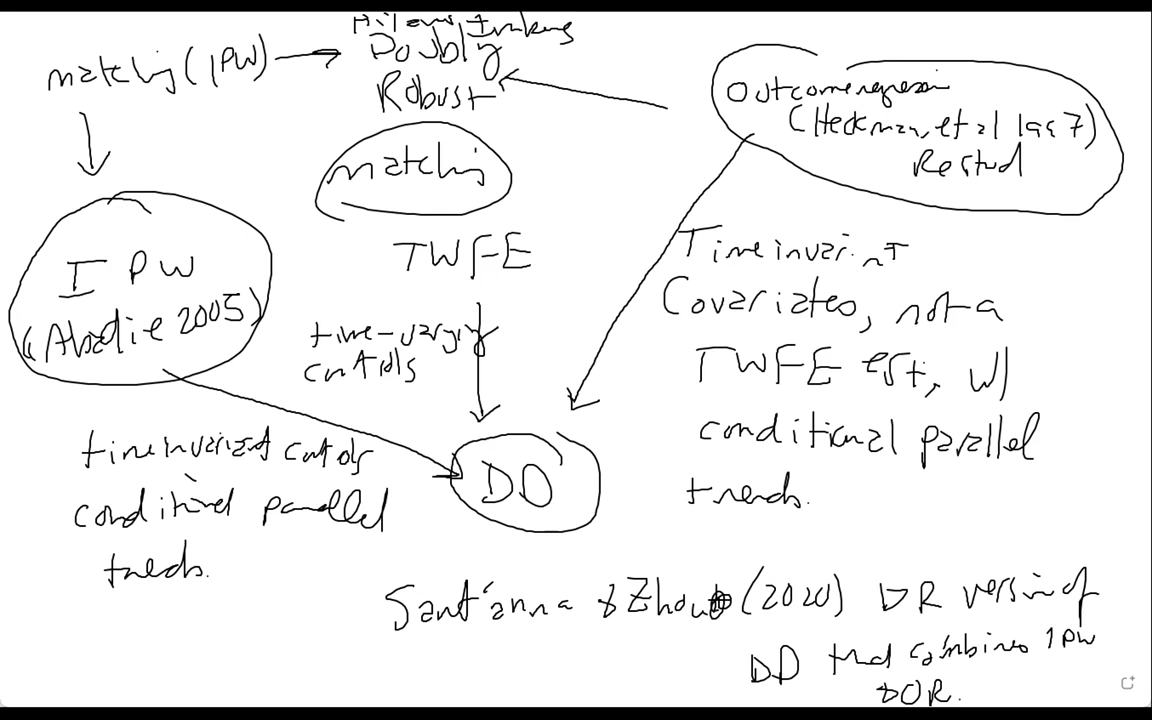 matching (IPW)
Doubly
Robust
Outcome regression
(Heckman, et al 1997)
Restud
matching
IPW
(Abadie 2005)
TWFE
time-varying
controls
Time invariant
Covariates, not a
TWFE est, w/
conditional parallel
trends.
time invariant controls
conditional parallel
trends.
DD
Sant'anna & Zhou (2020) DR version of
DD that combines IPW
OR.